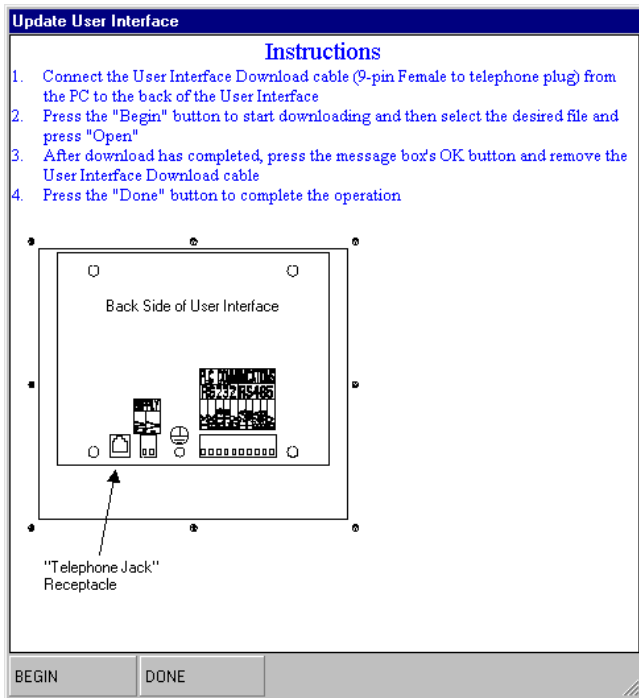 Update User Interface
Instructions
1. Connect the User Interface Download cable (9-pin Female to telephone plug) from
the PC to the back of the User Interface
2. Press the "Begin" button to start downloading and then select the desired file and
press "Open"
3. After download has completed, press the message box's OK button and remove the
User Interface Download cable
4. Press the "Done" button to complete the operation
Back Side of User Interface
PLC COMMUNICATIONS
RS232 RS485
SUPPLY
"Telephone Jack"
Receptacle
BEGIN DONE